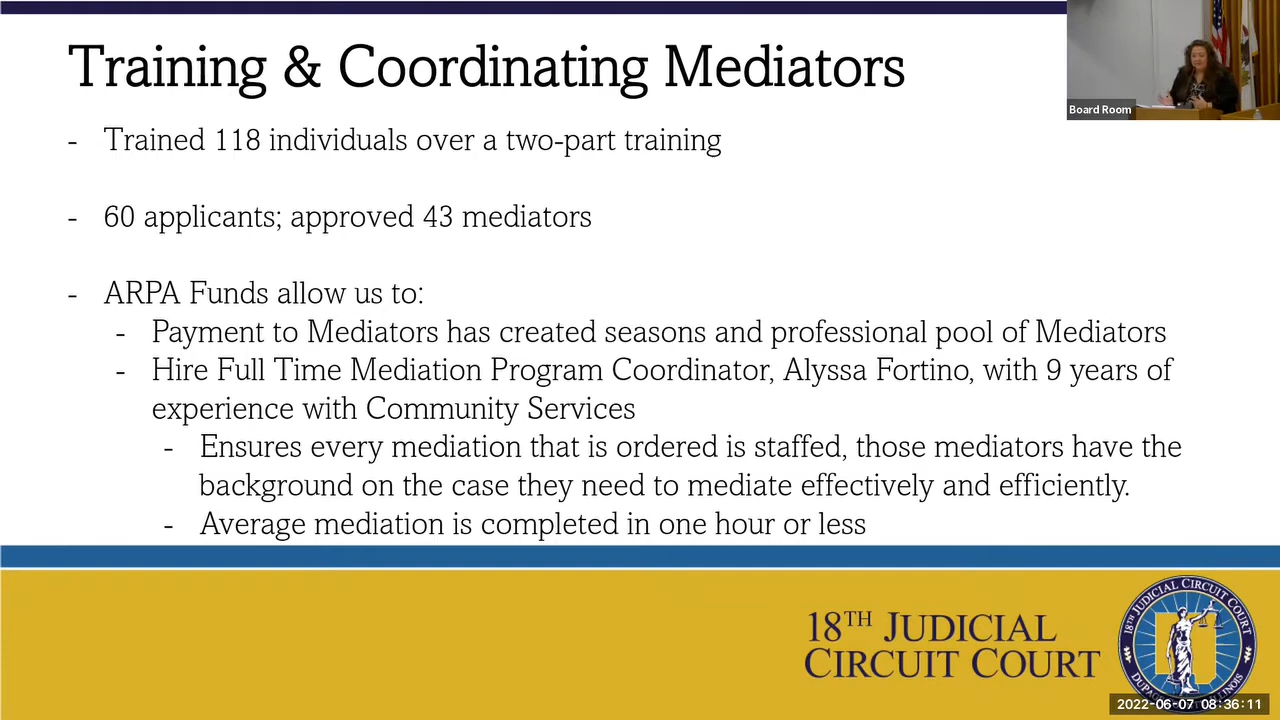 Training & Coordinating Mediators
Board Room
- Trained 118 individuals over a two-part training
- 60 applicants; approved 43 mediators
- ARPA Funds allow us to:
- Payment to Mediators has created seasons and professional pool of Mediators
- Hire Full Time Mediation Program Coordinator, Alyssa Fortino, with 9 years of
experience with Community Services
- Ensures every mediation that is ordered is staffed, those mediators have the
background on the case they need to mediate effectively and efficiently.
- Average mediation is completed in one hour or less
18TH JUDICIAL
CIRCUIT COURT
18TH JUDICIAL CIRCUIT COURT
2022-06-07 08:36:11